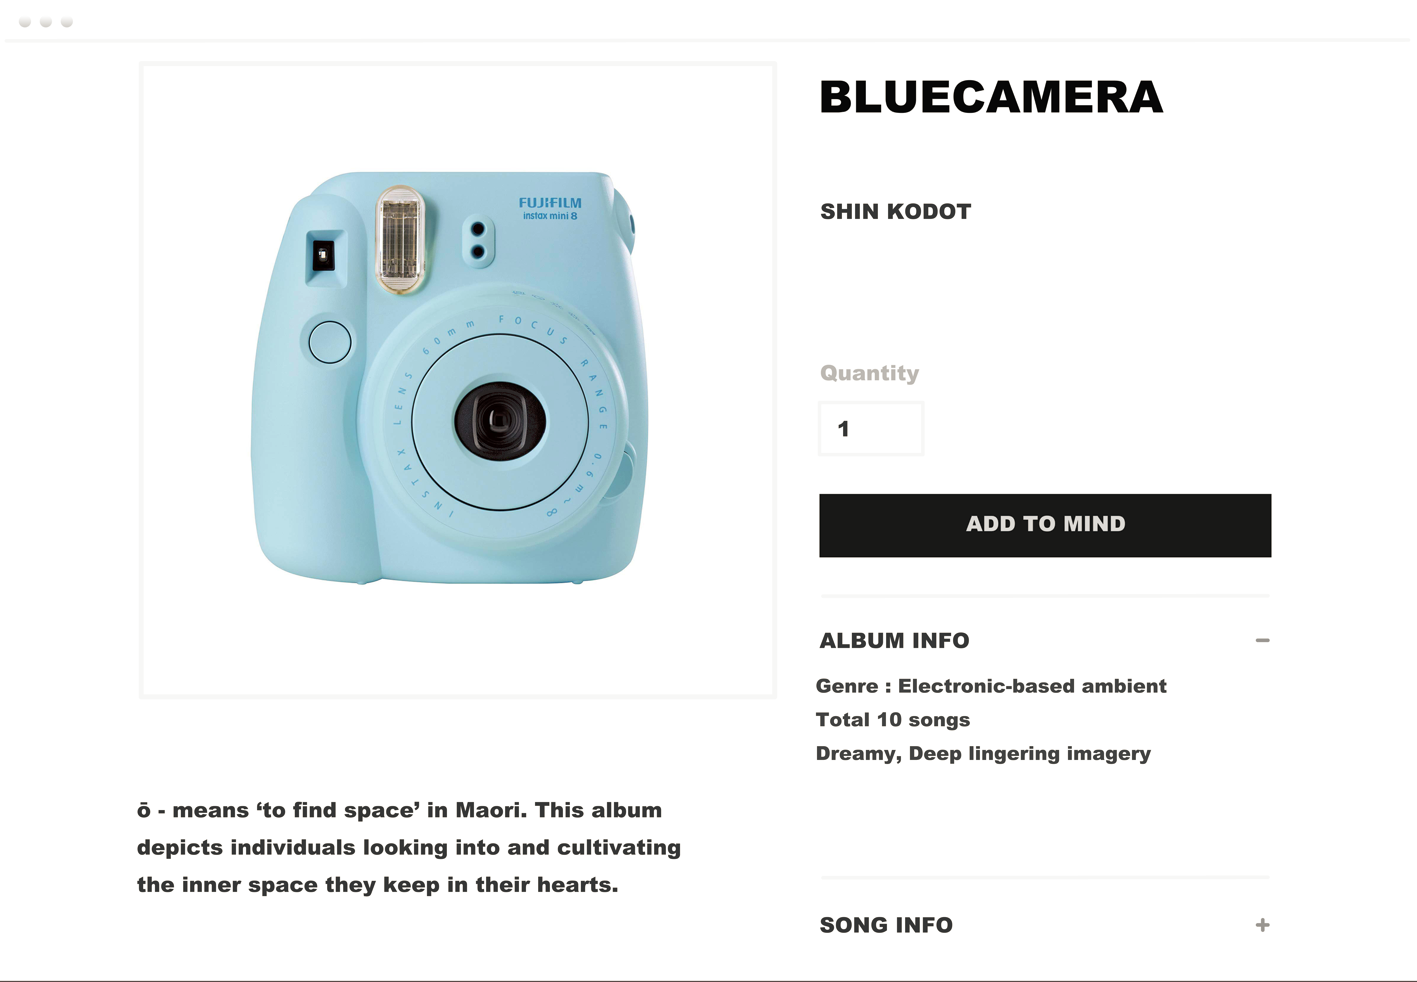 BLUECAMERA
SHIN KODOT
FUJIFILM
instax mini 8
INSTAX LENS 60mm FOCUS RANGE 0.6m~∞
Quantity
1
ADD TO MIND
ALBUM INFO
Genre : Electronic-based ambient
Total 10 songs
Dreamy, Deep lingering imagery
ō - means ‘to find space’ in Maori. This album
depicts individuals looking into and cultivating
the inner space they keep in their hearts.
SONG INFO